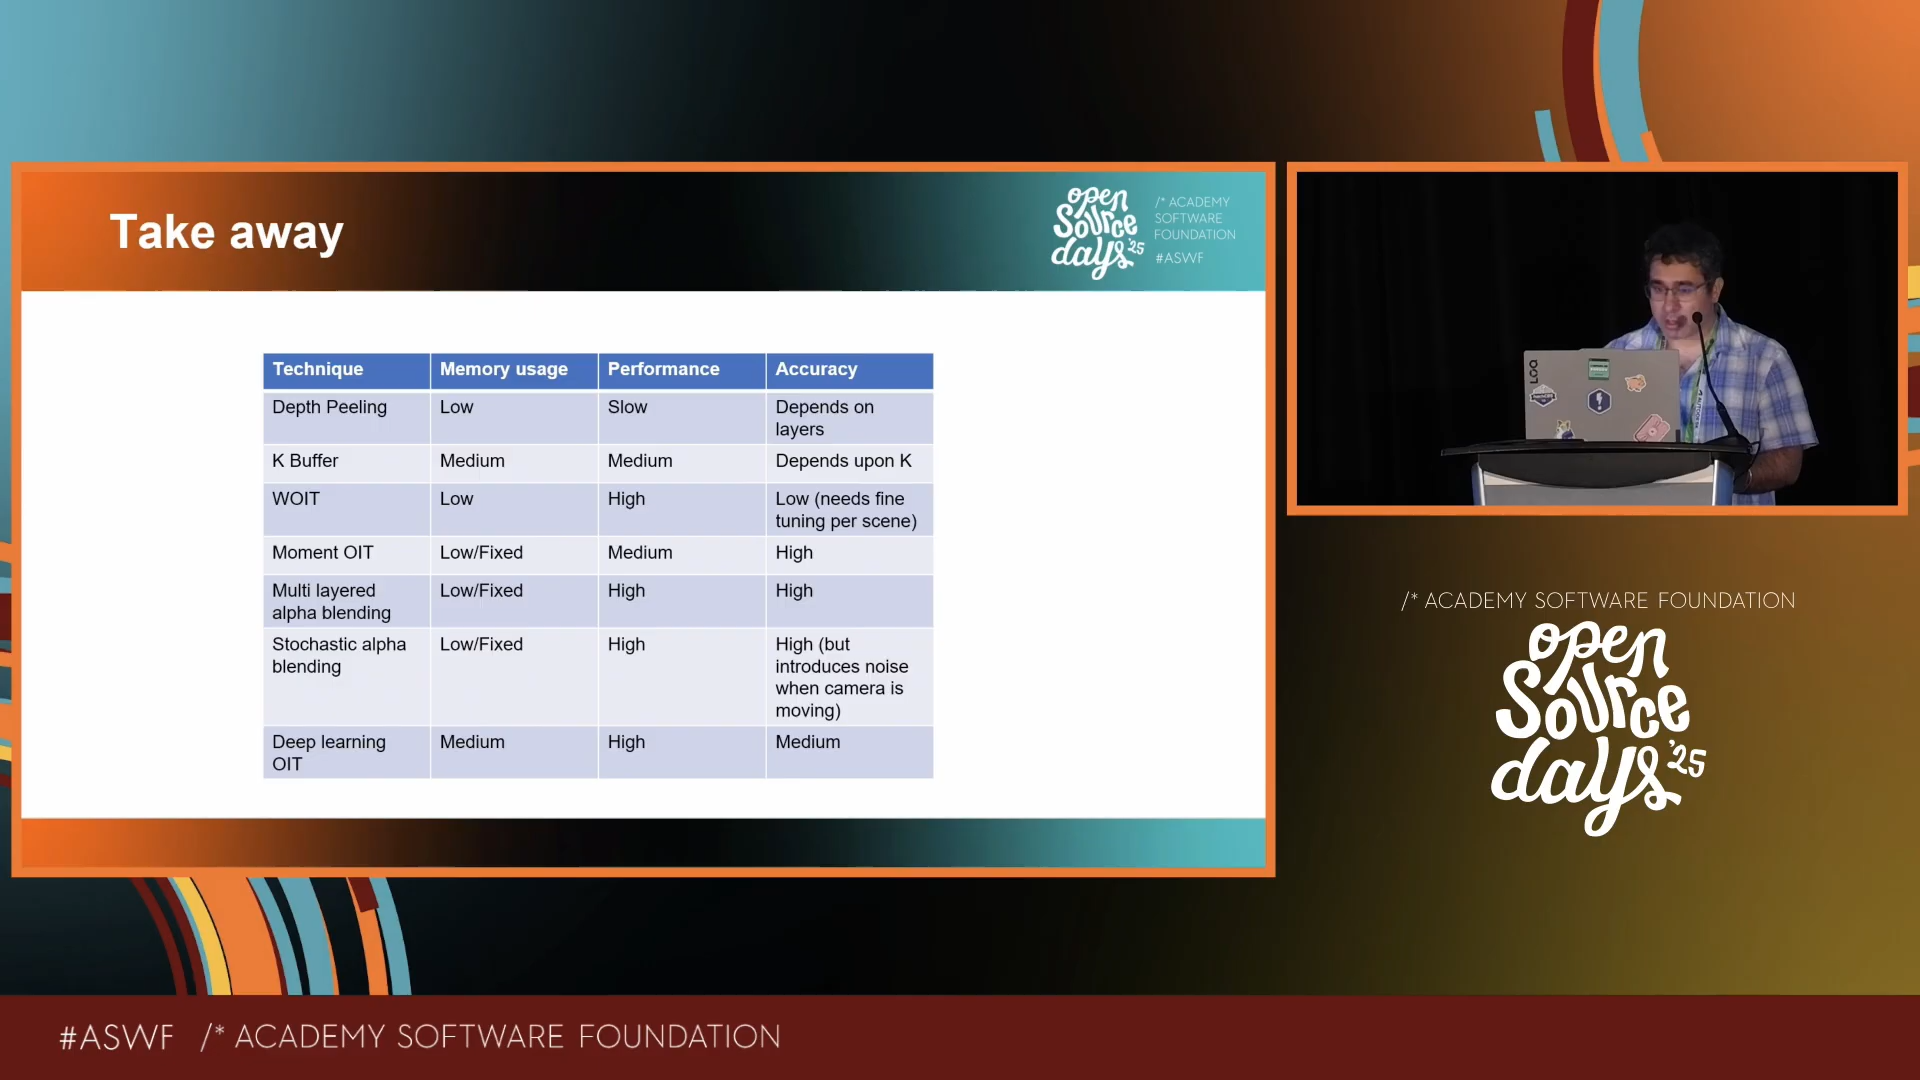 Take away
open
Source
days '25
/* ACADEMY
SOFTWARE
FOUNDATION
#ASWF
Technique Memory usage Performance Accuracy
Depth Peeling Low Slow Depends on
layers
K Buffer Medium Medium Depends upon K
WOIT Low High Low (needs fine
tuning per scene)
Moment OIT Low/Fixed Medium High
Multi layered Low/Fixed High High
alpha blending
Stochastic alpha Low/Fixed High High (but
blending introduces noise
when camera is
moving)
Deep learning Medium High Medium
OIT
LOQ
/* ACADEMY SOFTWARE FOUNDATION
open
Source
days '25
#ASWF /* ACADEMY SOFTWARE FOUNDATION